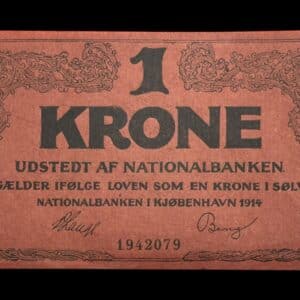 1
KRONE
UDSTEDT AF NATIONALBANKEN
GÆLDER IFØLGE LOVEN SOM EN KRONE I SØLV
NATIONALBANKEN I KJØBENHAVN 1914
1942079